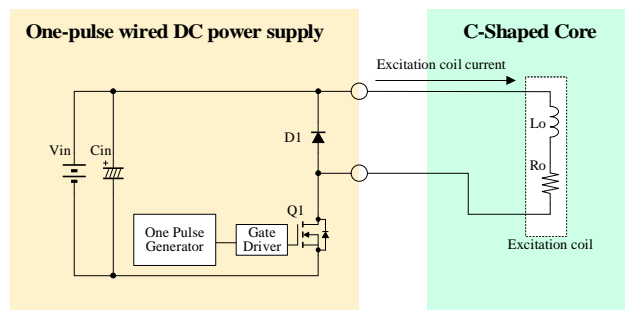 One-pulse wired DC power supply
C-Shaped Core
Excitation coil current
Vin
Cin
+
D1
Lo
Ro
Q1
One Pulse
Generator
Gate
Driver
Excitation coil